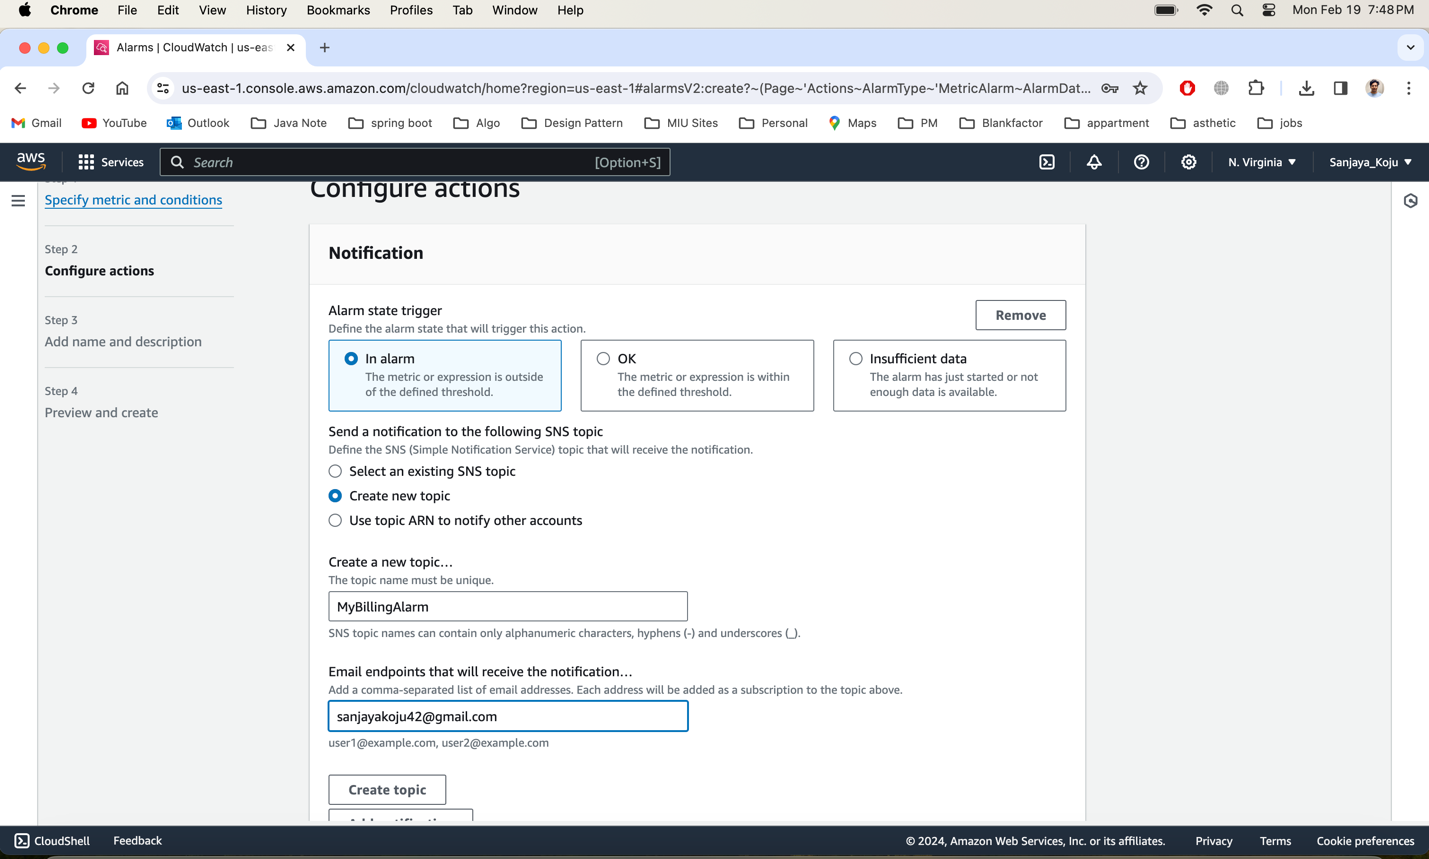 Chrome File Edit View History Bookmarks Profiles Tab Window Help Mon Feb 19 7:48 PM
Alarms | CloudWatch | us-eas
us-east-1.console.aws.amazon.com/cloudwatch/home?region=us-east-1#alarmsV2:create?~(Page~'Actions~AlarmType~'MetricAlarm~AlarmDat...
Gmail YouTube Outlook Java Note spring boot Algo Design Pattern MIU Sites Personal Maps PM Blankfactor appartment asthetic jobs
aws Services Search [Option+S] N. Virginia Sanjaya_Koju
Specify metric and conditions
Step 2
Configure actions
Step 3
Add name and description
Step 4
Preview and create
Configure actions
Notification
Alarm state trigger
Define the alarm state that will trigger this action.
Remove
In alarm
The metric or expression is outside
of the defined threshold.
OK
The metric or expression is within
the defined threshold.
Insufficient data
The alarm has just started or not
enough data is available.
Send a notification to the following SNS topic
Define the SNS (Simple Notification Service) topic that will receive the notification.
Select an existing SNS topic
Create new topic
Use topic ARN to notify other accounts
Create a new topic…
The topic name must be unique.
MyBillingAlarm
SNS topic names can contain only alphanumeric characters, hyphens (-) and underscores (_).
Email endpoints that will receive the notification…
Add a comma-separated list of email addresses. Each address will be added as a subscription to the topic above.
sanjayakoju42@gmail.com
user1@example.com, user2@example.com
Create topic
CloudShell Feedback © 2024, Amazon Web Services, Inc. or its affiliates. Privacy Terms Cookie preferences